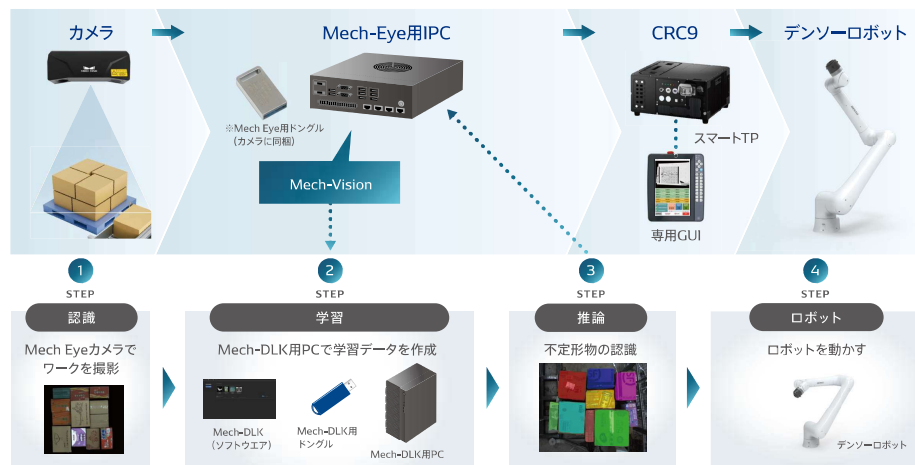 カメラ
Mech-Eye用IPC
CRC9
デンソーロボット
※Mech Eye用ドングル
(カメラに同梱)
Mech-Vision
スマートTP
専用GUI
1
STEP
認識
Mech Eyeカメラで
ワークを撮影
2
STEP
学習
Mech-DLK用PCで学習データを作成
Mech-DLK
(ソフトウエア)
Mech-DLK用
ドングル
Mech-DLK用PC
3
STEP
推論
不定形物の認識
4
STEP
ロボット
ロボットを動かす
デンソーロボット